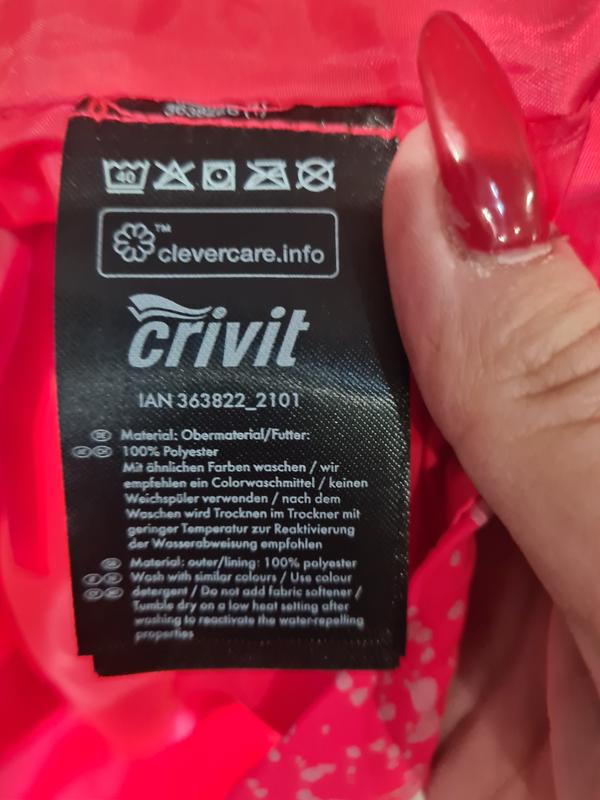 40
clevercare.info
TM
crivit
IAN 363822_2101
DE Material: Obermaterial/Futter:
100% Polyester
Mit ähnlichen Farben waschen / wir
empfehlen ein Colorwaschmittel / keinen
Weichspüler verwenden / nach dem
Waschen wird Trocknen im Trockner mit
geringer Temperatur zur Reaktivierung
der Wasserabweisung empfohlen
Material: outer/lining: 100% polyester
Wash with similar colours / Use colour
detergent / Do not add fabric softener /
Tumble dry on a low heat setting after
washing to reactivate the water-repelling
properties